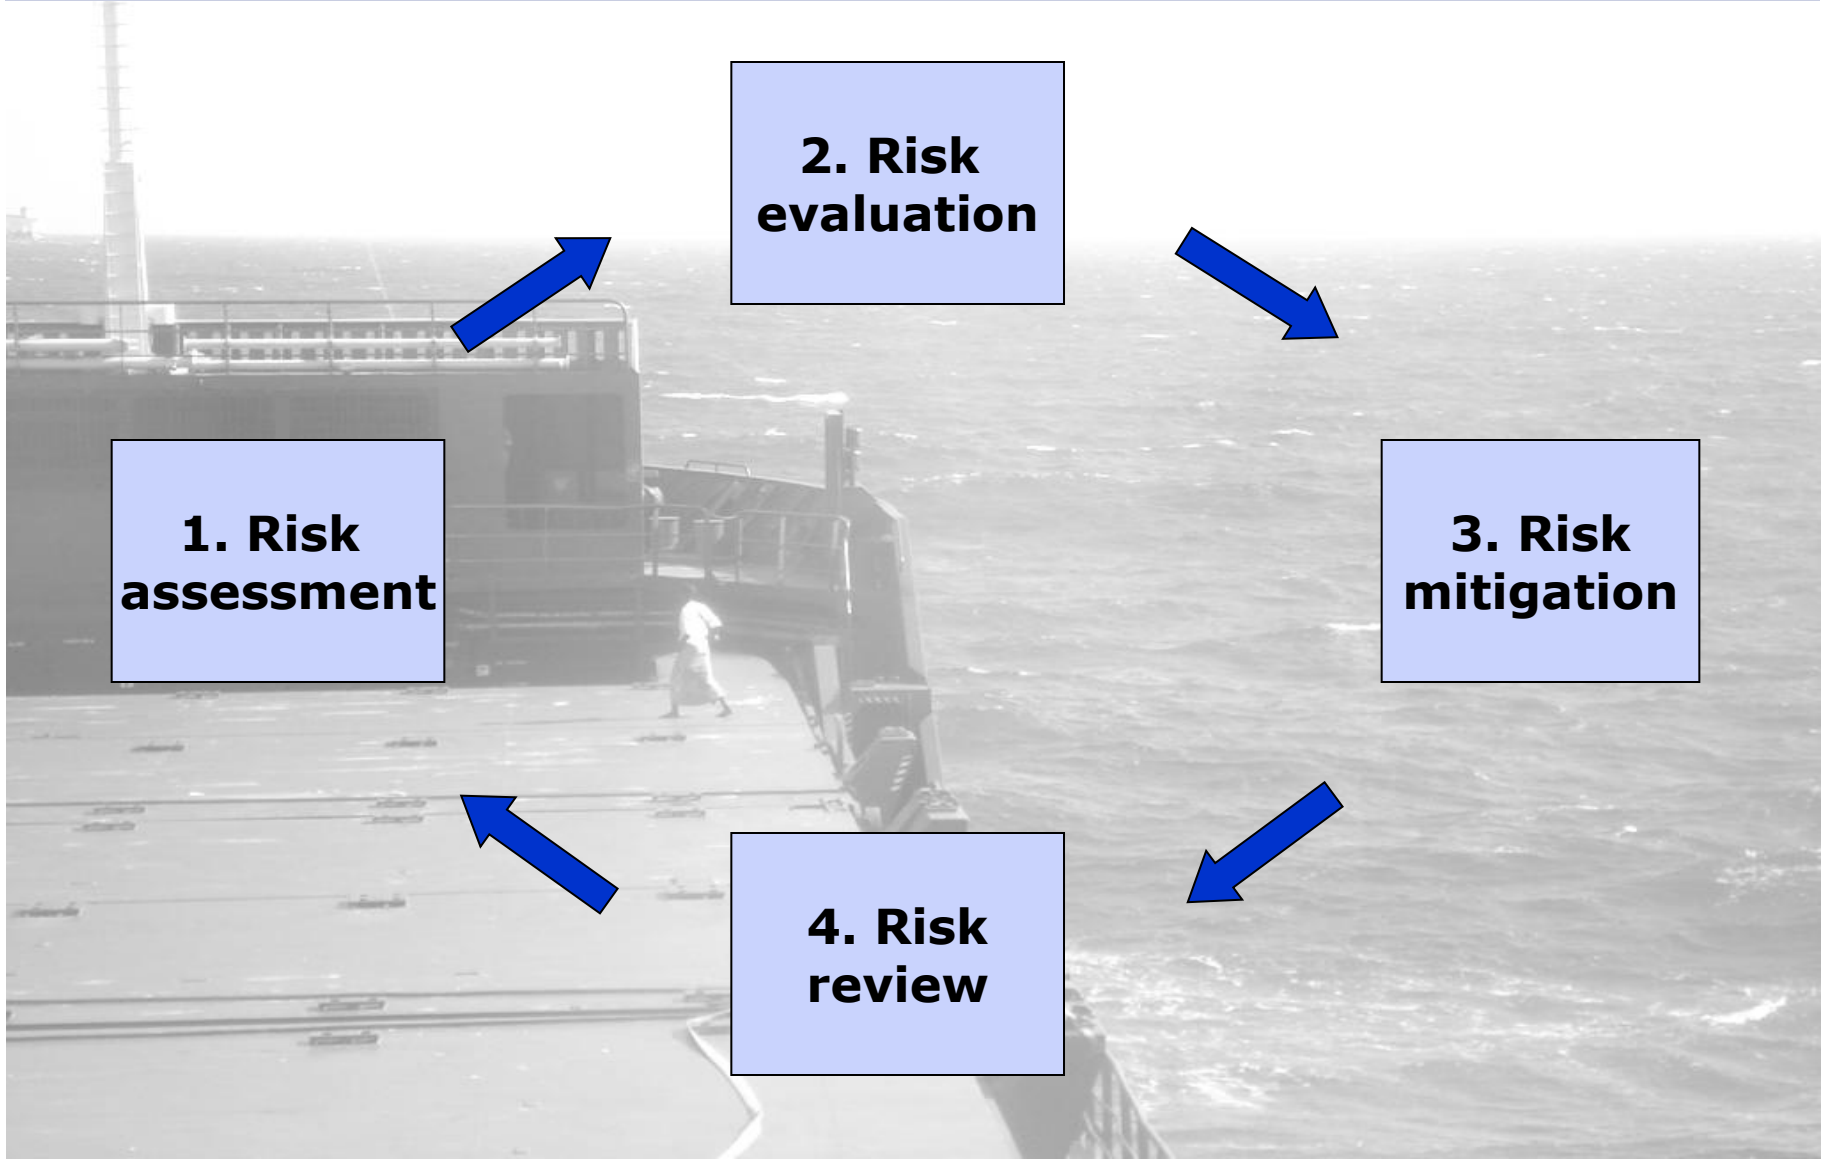 2. Risk
evaluation
1. Risk
assessment
3. Risk
mitigation
4. Risk
review